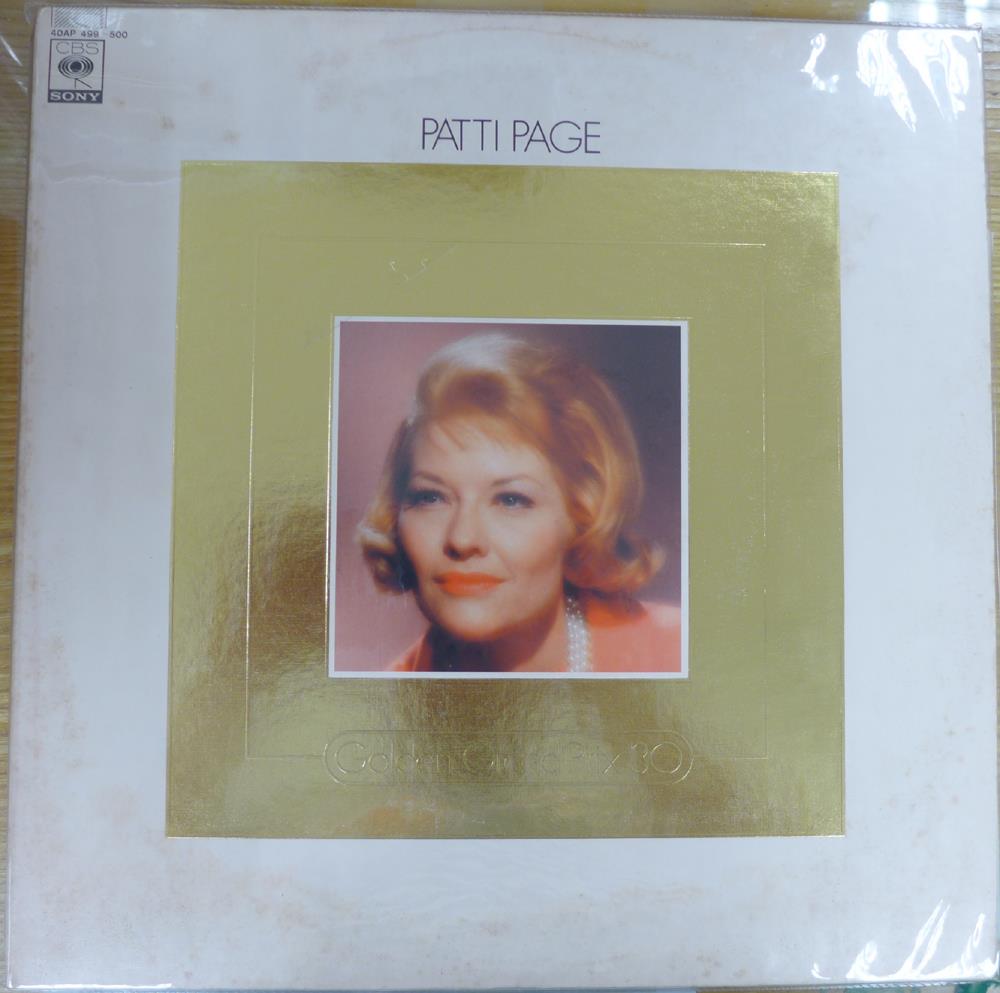 40AP 499~500
CBS
SONY
PATTI PAGE
Golden Grand Prix 30